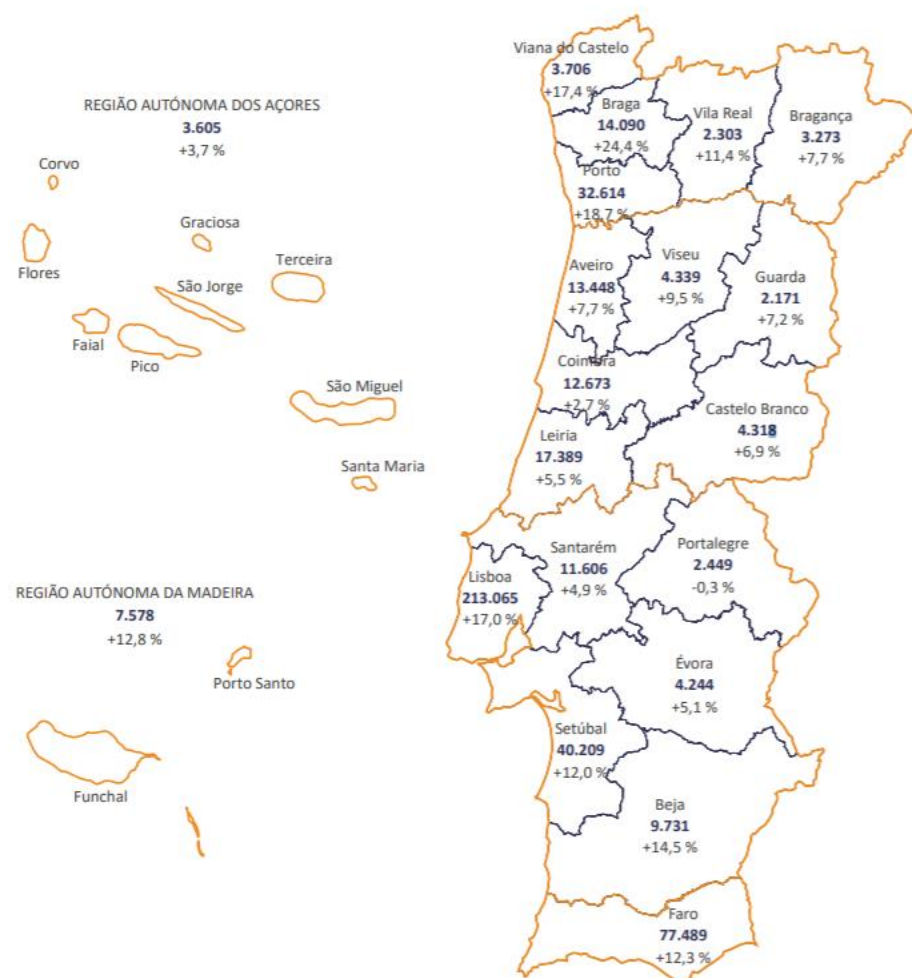 REGIÃO AUTÓNOMA DOS AÇORES
3.605
+3,7 %
Corvo
Flores
Graciosa
Terceira
São Jorge
Faial
Pico
São Miguel
Santa Maria
REGIÃO AUTÓNOMA DA MADEIRA
7.578
+12,8 %
Porto Santo
Funchal
Viana do Castelo
3.706
+17,4 %
Braga
14.090
+24,4 %
Vila Real
2.303
+11,4 %
Bragança
3.273
+7,7 %
Porto
32.614
+18,7 %
Aveiro
13.448
+7,7 %
Viseu
4.339
+9,5 %
Guarda
2.171
+7,2 %
Coimbra
12.673
+2,7 %
Castelo Branco
4.318
+6,9 %
Leiria
17.389
+5,5 %
Santarém
11.606
+4,9 %
Portalegre
2.449
-0,3 %
Lisboa
213.065
+17,0 %
Évora
4.244
+5,1 %
Setúbal
40.209
+12,0 %
Beja
9.731
+14,5 %
Faro
77.489
+12,3 %